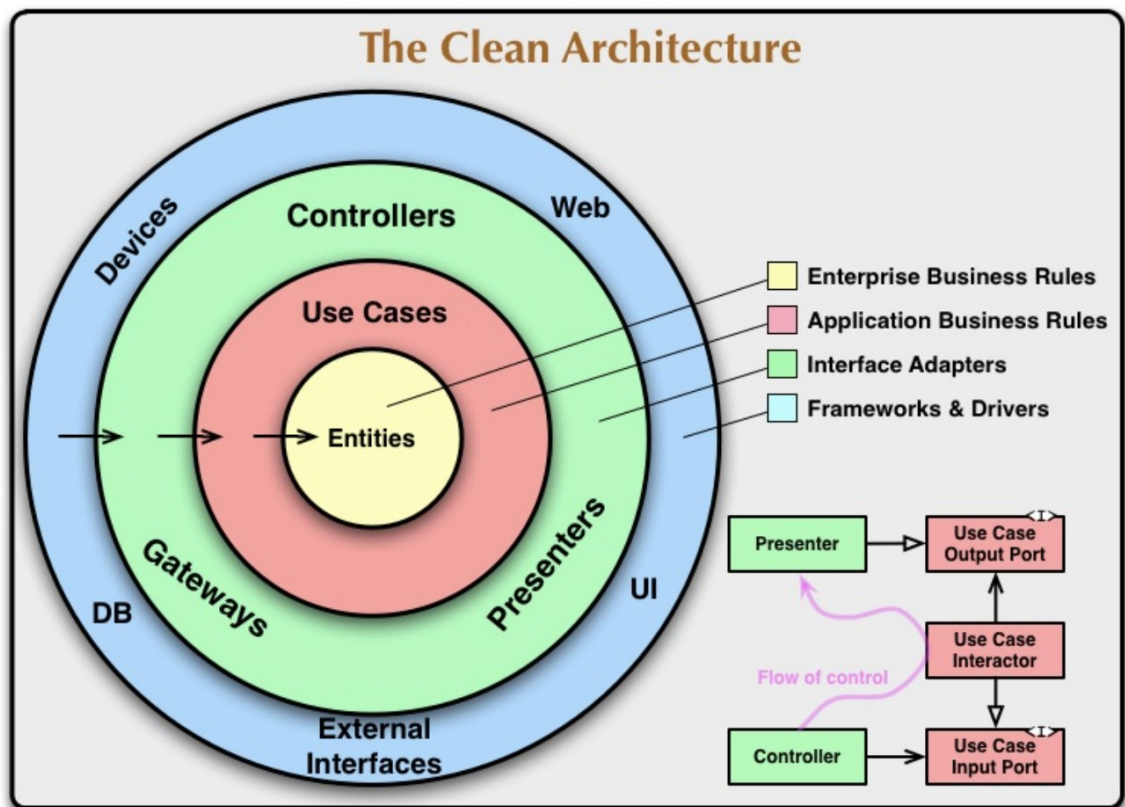 The Clean Architecture
Devices
Controllers
Web
Use Cases
Entities
Gateways
Presenters
DB
UI
External
Interfaces
Enterprise Business Rules
Application Business Rules
Interface Adapters
Frameworks & Drivers
Presenter
<I>
Use Case
Output Port
Use Case
Interactor
Flow of control
Controller
<I>
Use Case
Input Port